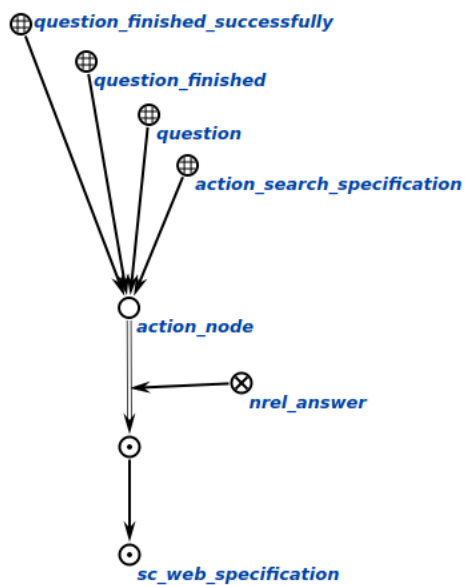 question_finished_successfully
question_finished
question
action_search_specification
action_node
nrel_answer
sc_web_specification